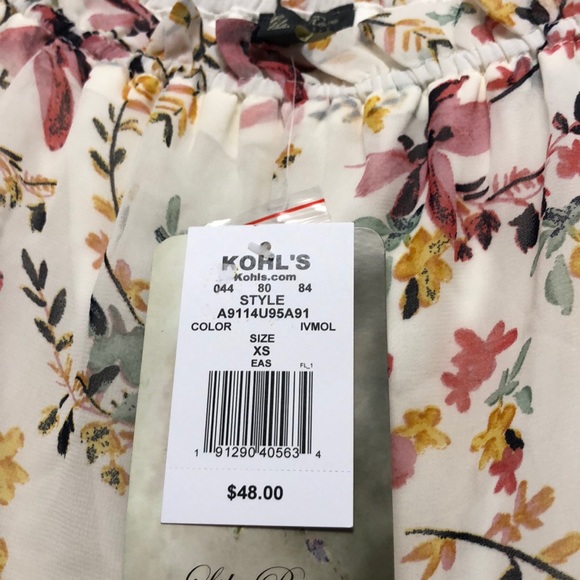 KOHL'S
Kohls.com
044 80 84
STYLE
A9114U95A91
COLOR IVMOL
SIZE
XS
EAS FL_1
1 91290 40563 4
$48.00